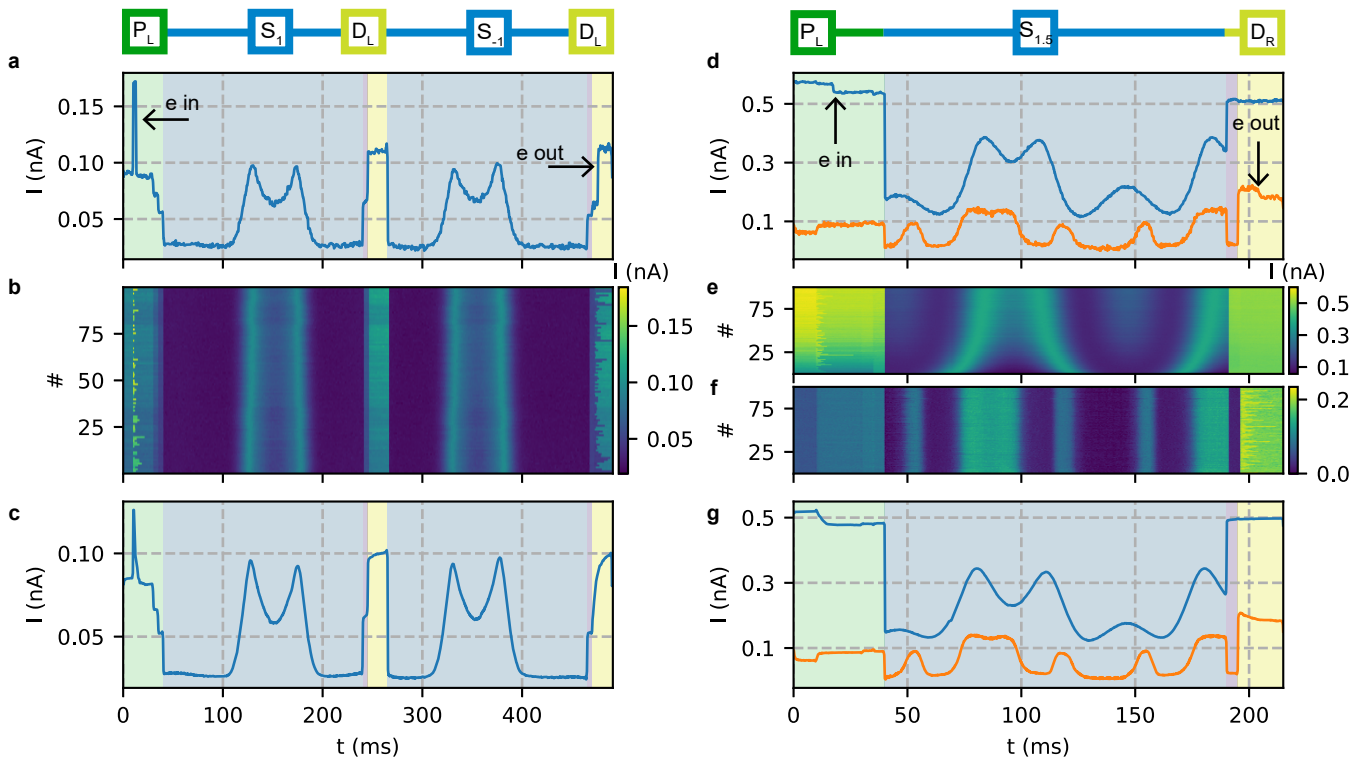 P_L S_1 D_L S_-1 D_L
P_L S_1.5 D_R
a
I (nA)
0.15
0.10
0.05
e in
e out
b
#
75
50
25
I (nA)
0.15
0.10
0.05
c
I (nA)
0.10
0.05
0 100 200 300 400
t (ms)
d
I (nA)
0.5
0.3
0.1
e in
e out
e
#
75
25
I (nA)
0.5
0.3
0.1
f
#
75
25
0.2
0.0
g
I (nA)
0.5
0.3
0.1
0 50 100 150 200
t (ms)